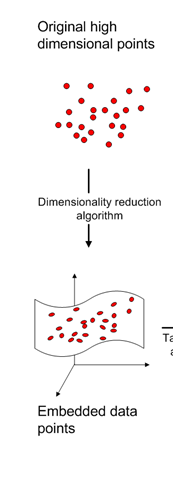 Original high
dimensional points
Dimensionality reduction
algorithm
Embedded data
points